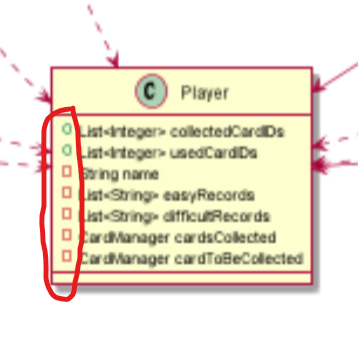 C Player
List<Integer> collectedCardIDs
List<Integer> usedCardIDs
String name
List<String> easyRecords
List<String> difficultRecords
CardManager cardsCollected
CardManager cardToBeCollected